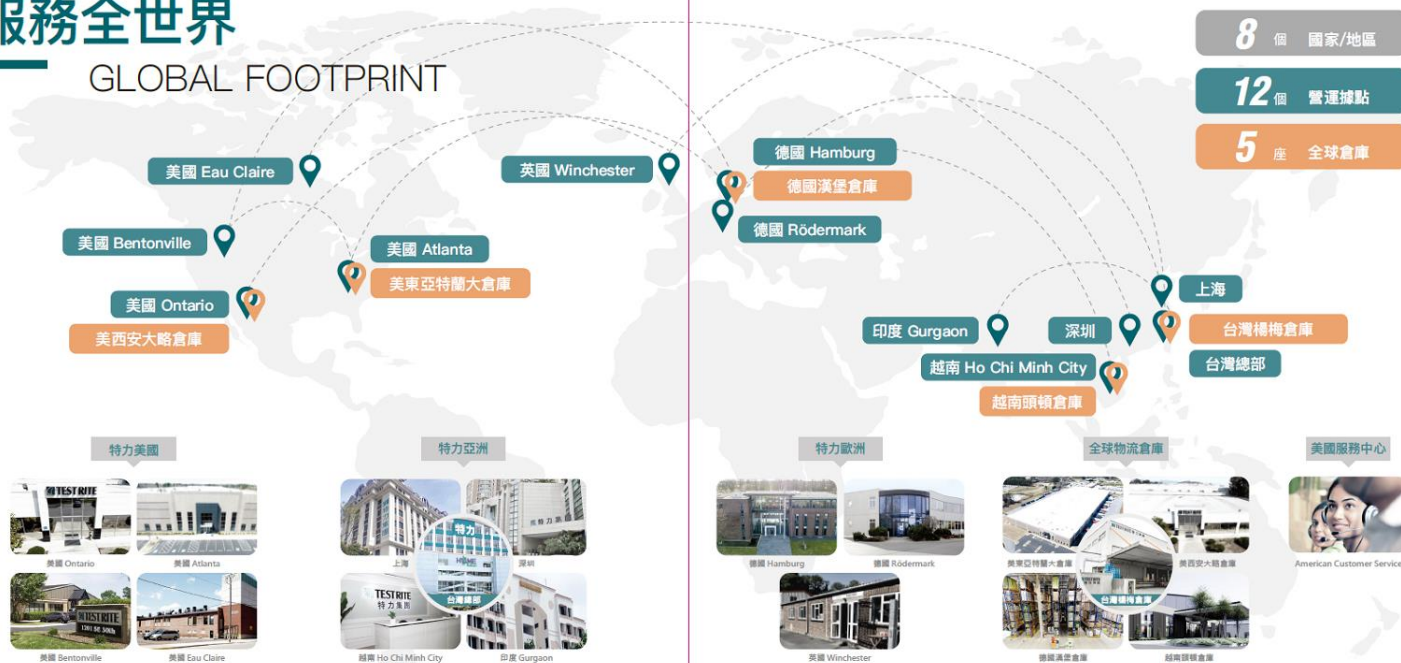 服務全世界
GLOBAL FOOTPRINT
8 個 國家/地區
12 個 營運據點
5 座 全球倉庫
美國 Eau Claire
英國 Winchester
德國 Hamburg
德國漢堡倉庫
德國 Rödermark
美國 Bentonville
美國 Atlanta
美東亞特蘭大倉庫
美國 Ontario
美西安大略倉庫
上海
印度 Gurgaon
深圳
台灣楊梅倉庫
台灣總部
越南 Ho Chi Minh City
越南頭頓倉庫
特力美國
特力亞洲
特力歐洲
全球物流倉庫
美國服務中心
TEST RITE
美國 Ontario
美國 Atlanta
TEST RITE
1201 SE 30th
美國 Bentonville
美國 Eau Claire
上海
深圳
特力
台灣總部
TESTRITE
特力集團
越南 Ho Chi Minh City
印度 Gurgaon
德國 Hamburg
德國 Rödermark
英國 Winchester
美東亞特蘭大倉庫
美西安大略倉庫
台灣楊梅倉庫
德國漢堡倉庫
越南頭頓倉庫
American Customer Service